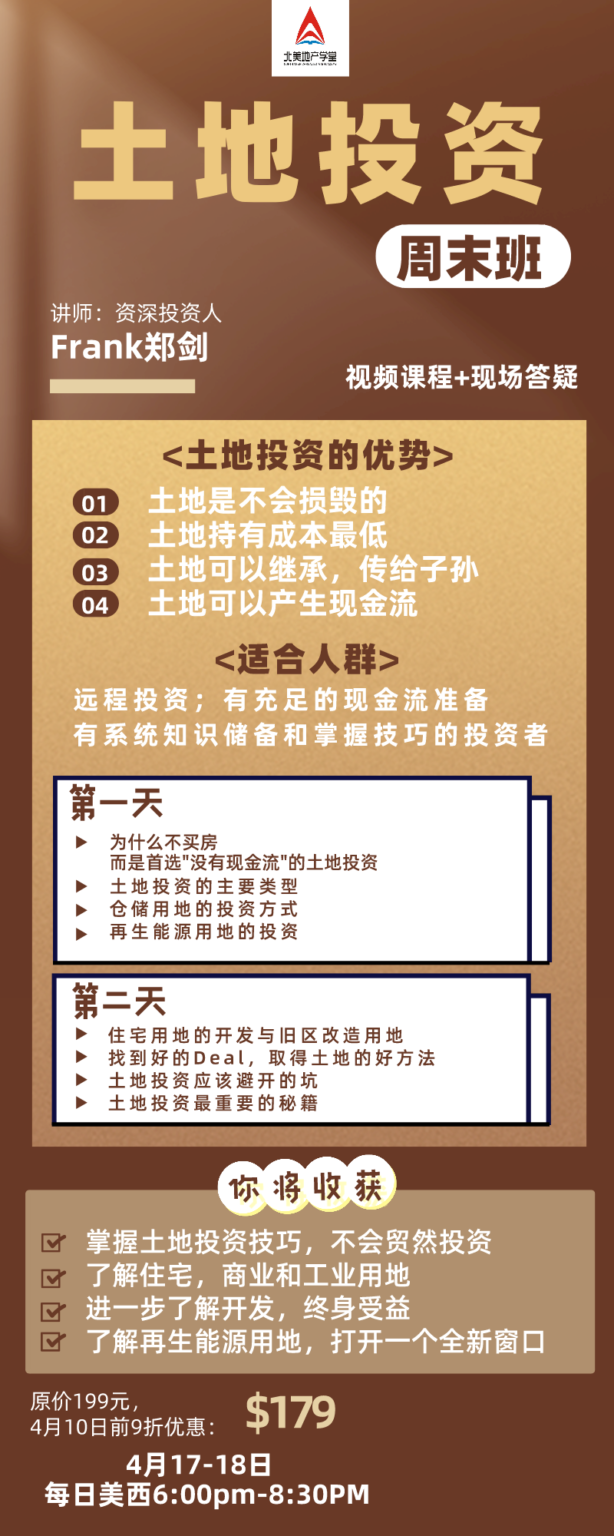 北美地产学堂
土地投资
周末班
讲师：资深投资人
Frank郑剑
视频课程+现场答疑
<土地投资的优势>
01 土地是不会损毁的
02 土地持有成本最低
03 土地可以继承，传给子孙
04 土地可以产生现金流
<适合人群>
远程投资；有充足的现金流准备
有系统知识储备和掌握技巧的投资者
第一天
为什么不买房
而是首选"没有现金流"的土地投资
土地投资的主要类型
仓储用地的投资方式
再生能源用地的投资
第二天
住宅用地的开发与旧区改造用地
找到好的Deal，取得土地的好方法
土地投资应该避开的坑
土地投资最重要的秘籍
你将收获
掌握土地投资技巧，不会贸然投资
了解住宅，商业和工业用地
进一步了解开发，终身受益
了解再生能源用地，打开一个全新窗口
原价199元，
4月10日前9折优惠：
$179
4月17-18日
每日美西6:00pm-8:30PM